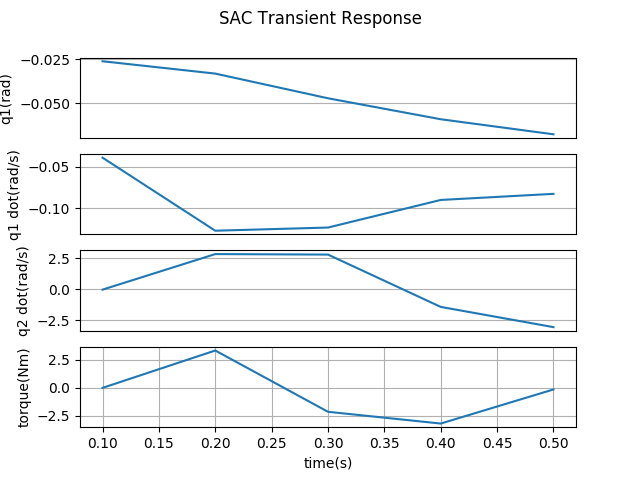 SAC Transient Response
−0.025
−0.050
q1(rad)
−0.05
−0.10
q1 dot(rad/s)
2.5
0.0
−2.5
q2 dot(rad/s)
2.5
0.0
−2.5
torque(Nm)
0.10 0.15 0.20 0.25 0.30 0.35 0.40 0.45 0.50
time(s)